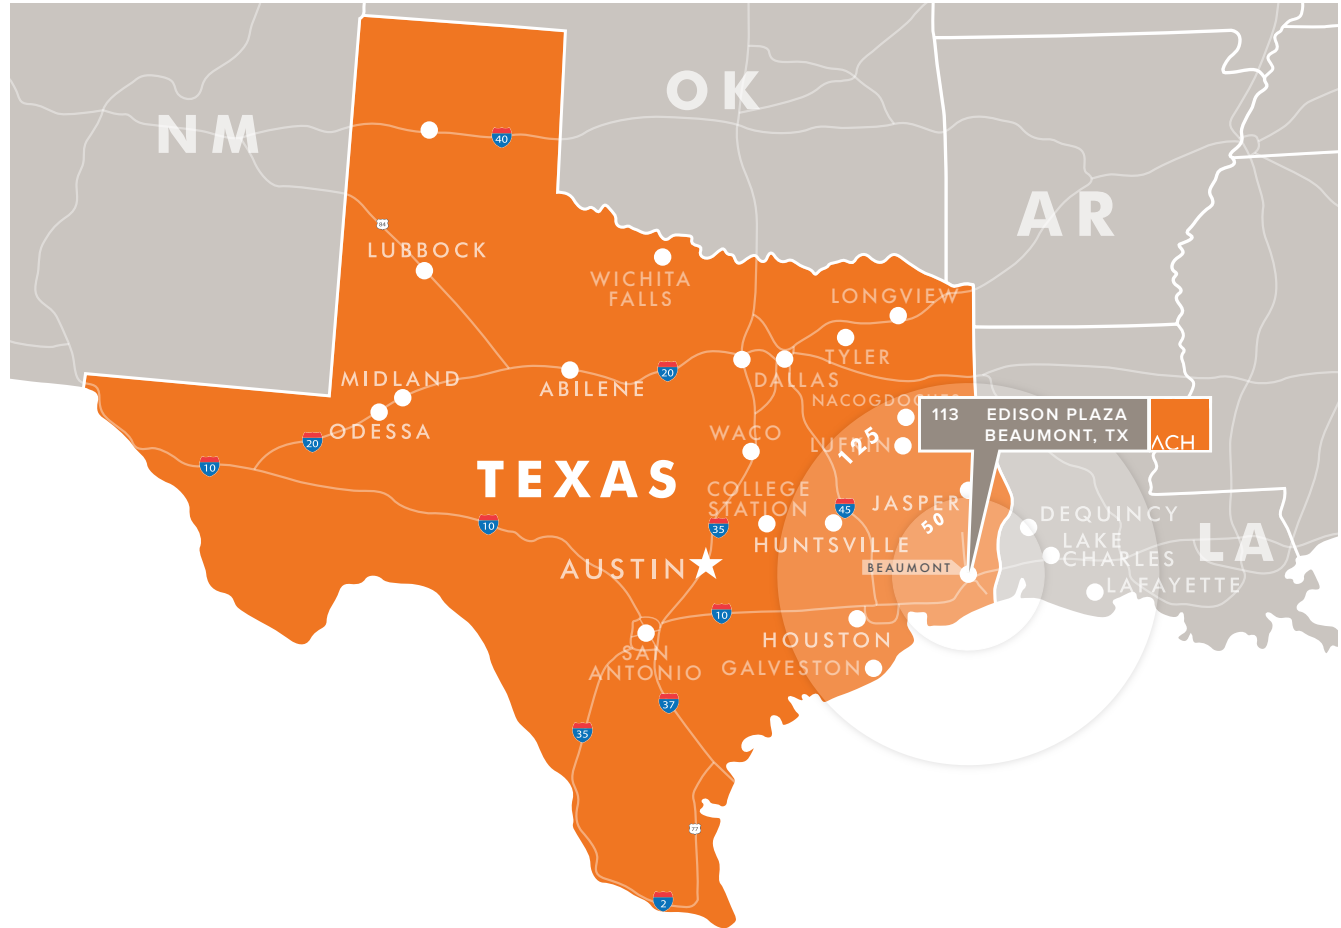 OK
NM
40
AR
84
LUBBOCK
WICHITA
FALLS
LONGVIEW
TYLER
20
DALLAS
MIDLAND
ABILENE
NACOGDOCHES
113 EDISON PLAZA
BEAUMONT, TX
ACH
ODESSA
20
WACO
125
LUFKIN
10
TEXAS
COLLEGE
STATION
JASPER
45
50
DEQUINCY
10
35
HUNTSVILLE
LAKE
CHARLES
LA
AUSTIN
BEAUMONT
LAFAYETTE
10
HOUSTON
SAN
ANTONIO
GALVESTON
37
35
77
2